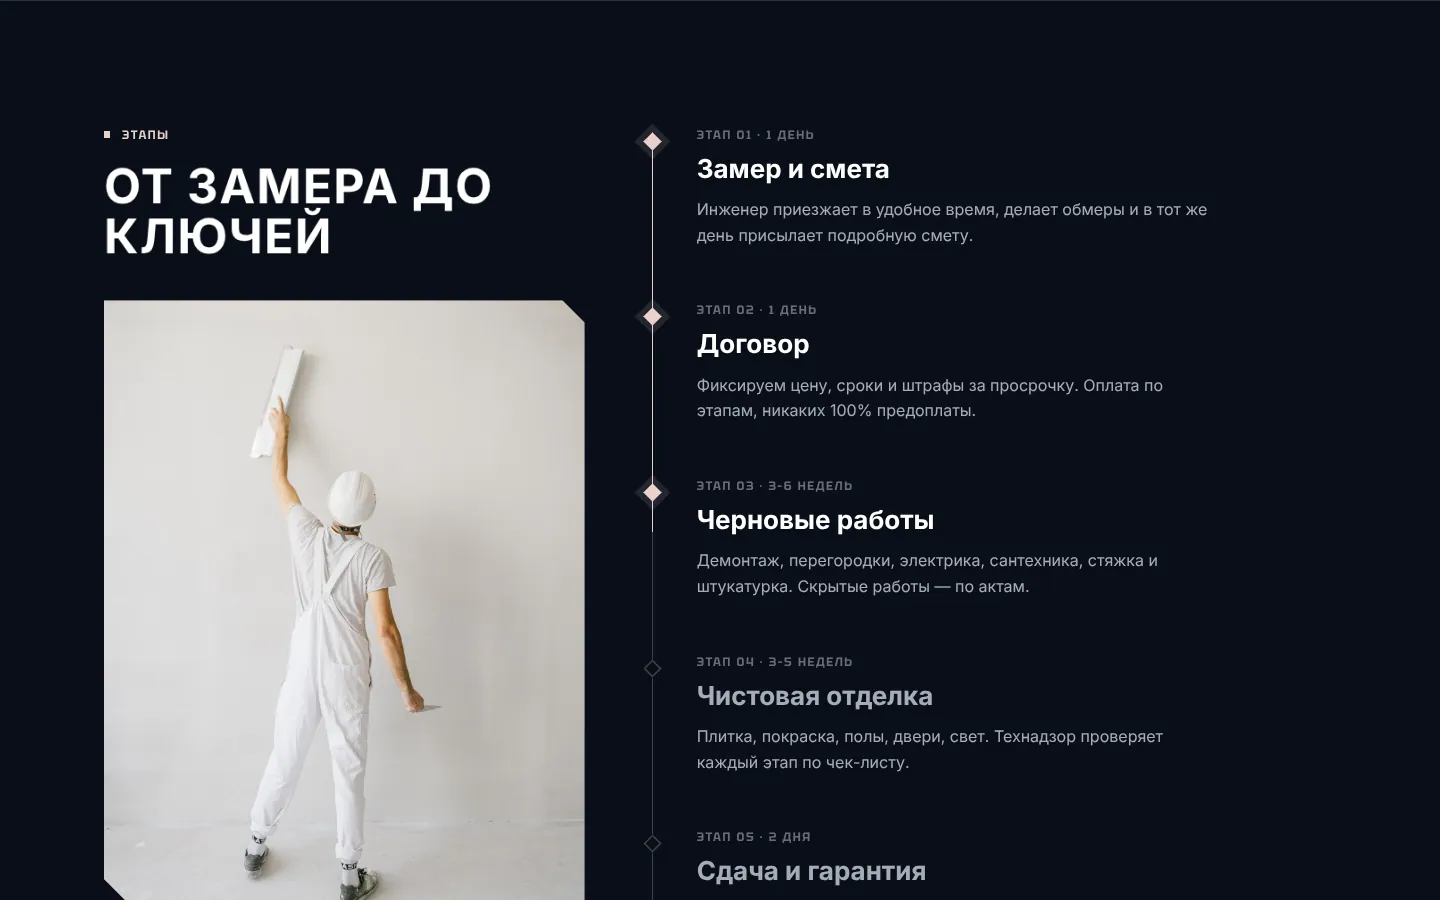 ЭТАПЫ
ОТ ЗАМЕРА ДО
КЛЮЧЕЙ
ЭТАП 01 · 1 ДЕНЬ
Замер и смета
Инженер приезжает в удобное время, делает обмеры и в тот же
день присылает подробную смету.
ЭТАП 02 · 1 ДЕНЬ
Договор
Фиксируем цену, сроки и штрафы за просрочку. Оплата по
этапам, никаких 100% предоплаты.
ЭТАП 03 · 3-6 НЕДЕЛЬ
Черновые работы
Демонтаж, перегородки, электрика, сантехника, стяжка и
штукатурка. Скрытые работы — по актам.
ЭТАП 04 · 3-5 НЕДЕЛЬ
Чистовая отделка
Плитка, покраска, полы, двери, свет. Технадзор проверяет
каждый этап по чек-листу.
ЭТАП 05 · 2 ДНЯ
Сдача и гарантия